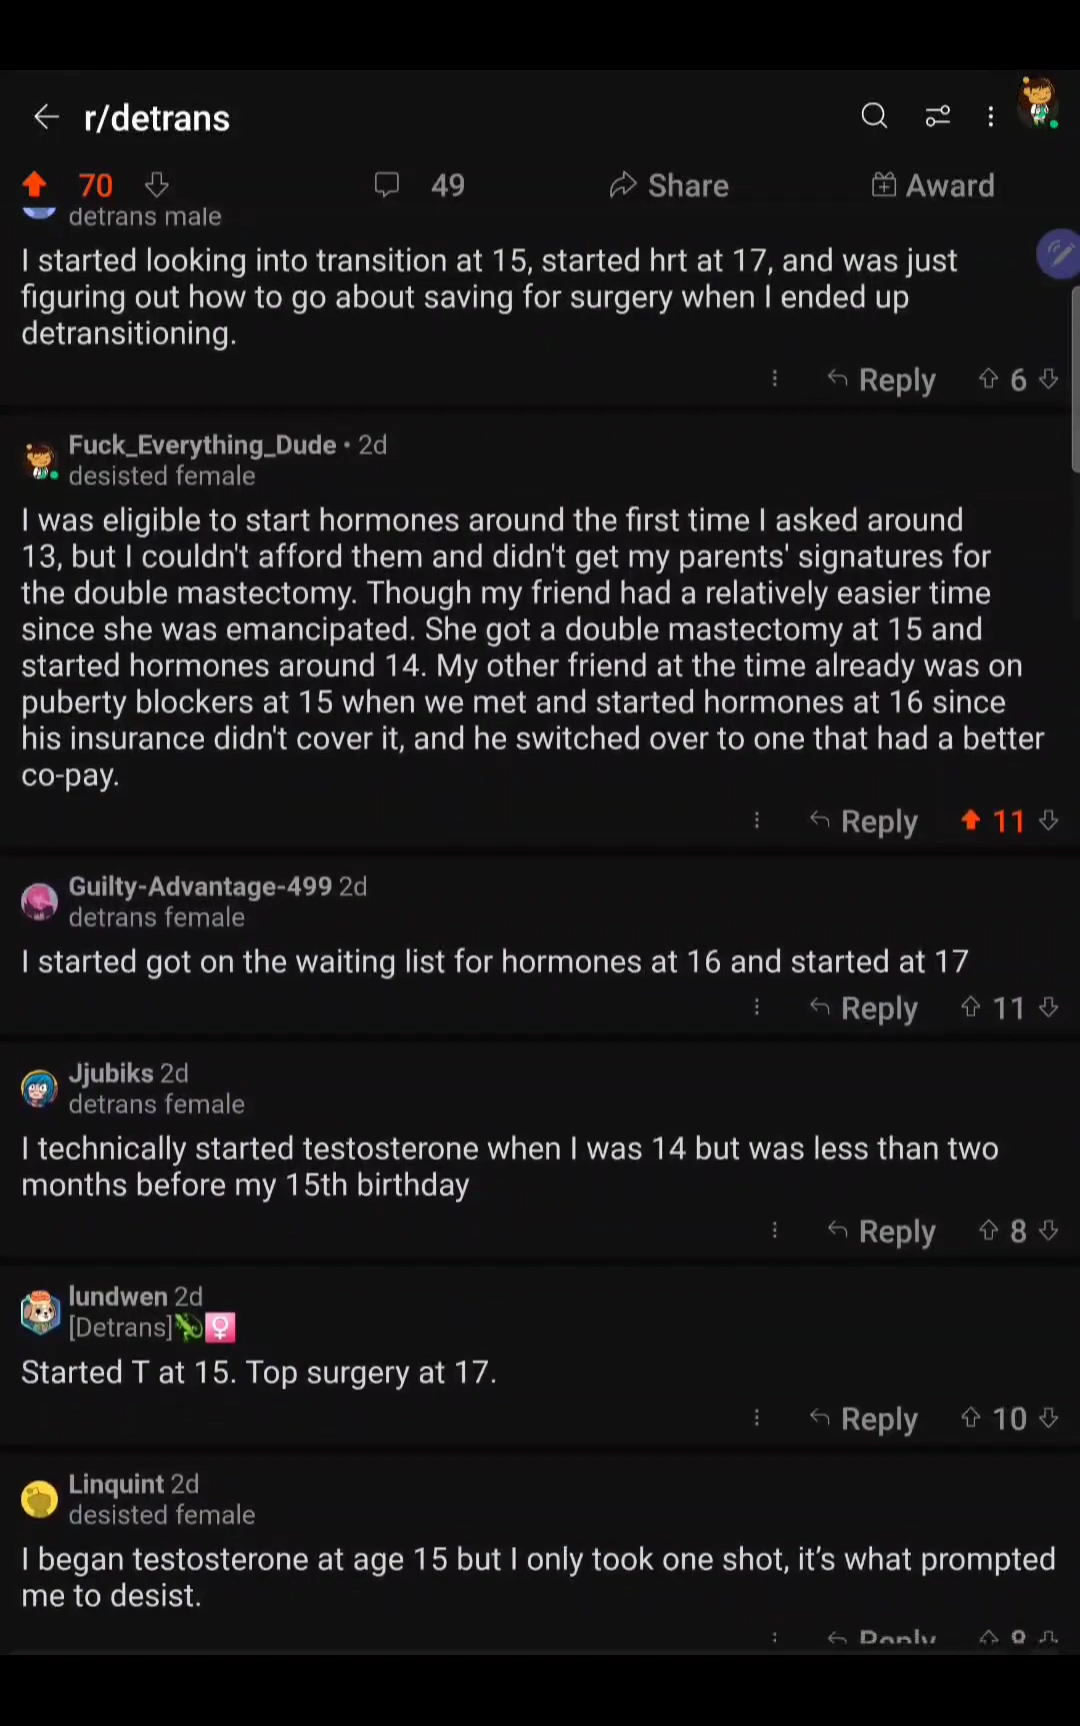 r/detrans
70
49
Share
Award
detrans male
I started looking into transition at 15, started hrt at 17, and was just
figuring out how to go about saving for surgery when I ended up
detransitioning.
Reply
6
Fuck_Everything_Dude • 2d
desisted female
I was eligible to start hormones around the first time I asked around
13, but I couldn't afford them and didn't get my parents' signatures for
the double mastectomy. Though my friend had a relatively easier time
since she was emancipated. She got a double mastectomy at 15 and
started hormones around 14. My other friend at the time already was on
puberty blockers at 15 when we met and started hormones at 16 since
his insurance didn't cover it, and he switched over to one that had a better
co-pay.
Reply
11
Guilty-Advantage-499 2d
detrans female
I started got on the waiting list for hormones at 16 and started at 17
Reply
11
Jjubiks 2d
detrans female
I technically started testosterone when I was 14 but was less than two
months before my 15th birthday
Reply
8
lundwen 2d
[Detrans]🦎♀
Started T at 15. Top surgery at 17.
Reply
10
Linquint 2d
desisted female
I began testosterone at age 15 but I only took one shot, it’s what prompted
me to desist.
Reply